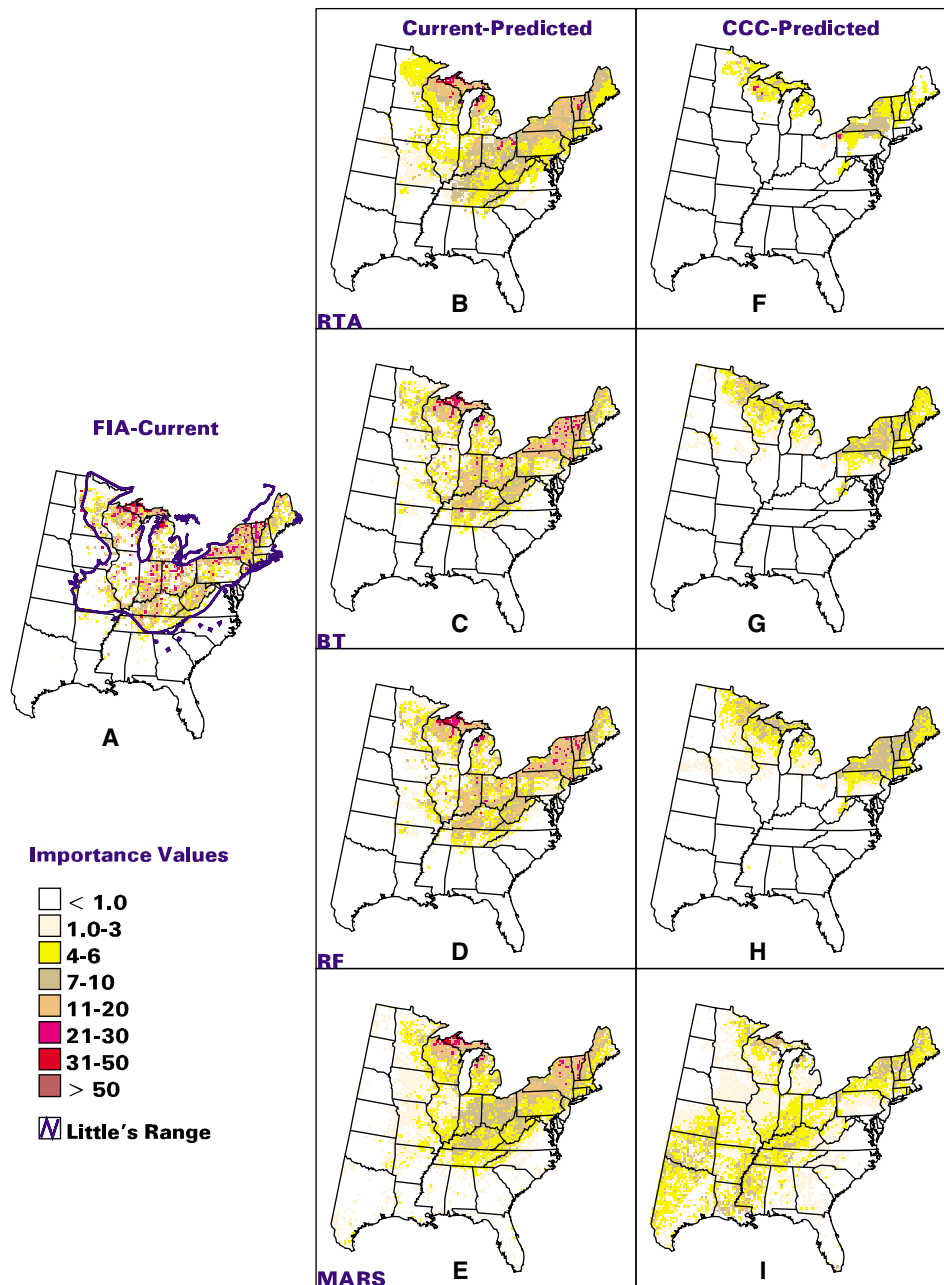 Current-Predicted
CCC-Predicted
B
F
RTA
FIA-Current
A
C
G
BT
Importance Values
< 1.0
1.0-3
4-6
7-10
11-20
21-30
31-50
> 50
Little's Range
D
H
RF
E
I
MARS